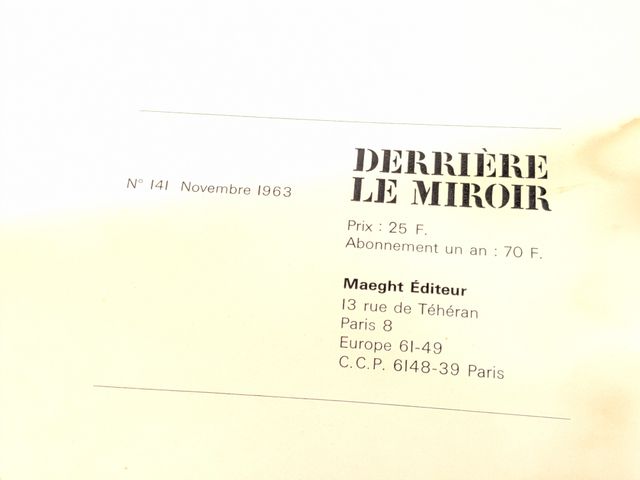 N° 141 Novembre 1963
DERRIÈRE
LE MIROIR
Prix : 25 F.
Abonnement un an : 70 F.
Maeght Éditeur
13 rue de Téhéran
Paris 8
Europe 61-49
C.C.P. 6148-39 Paris